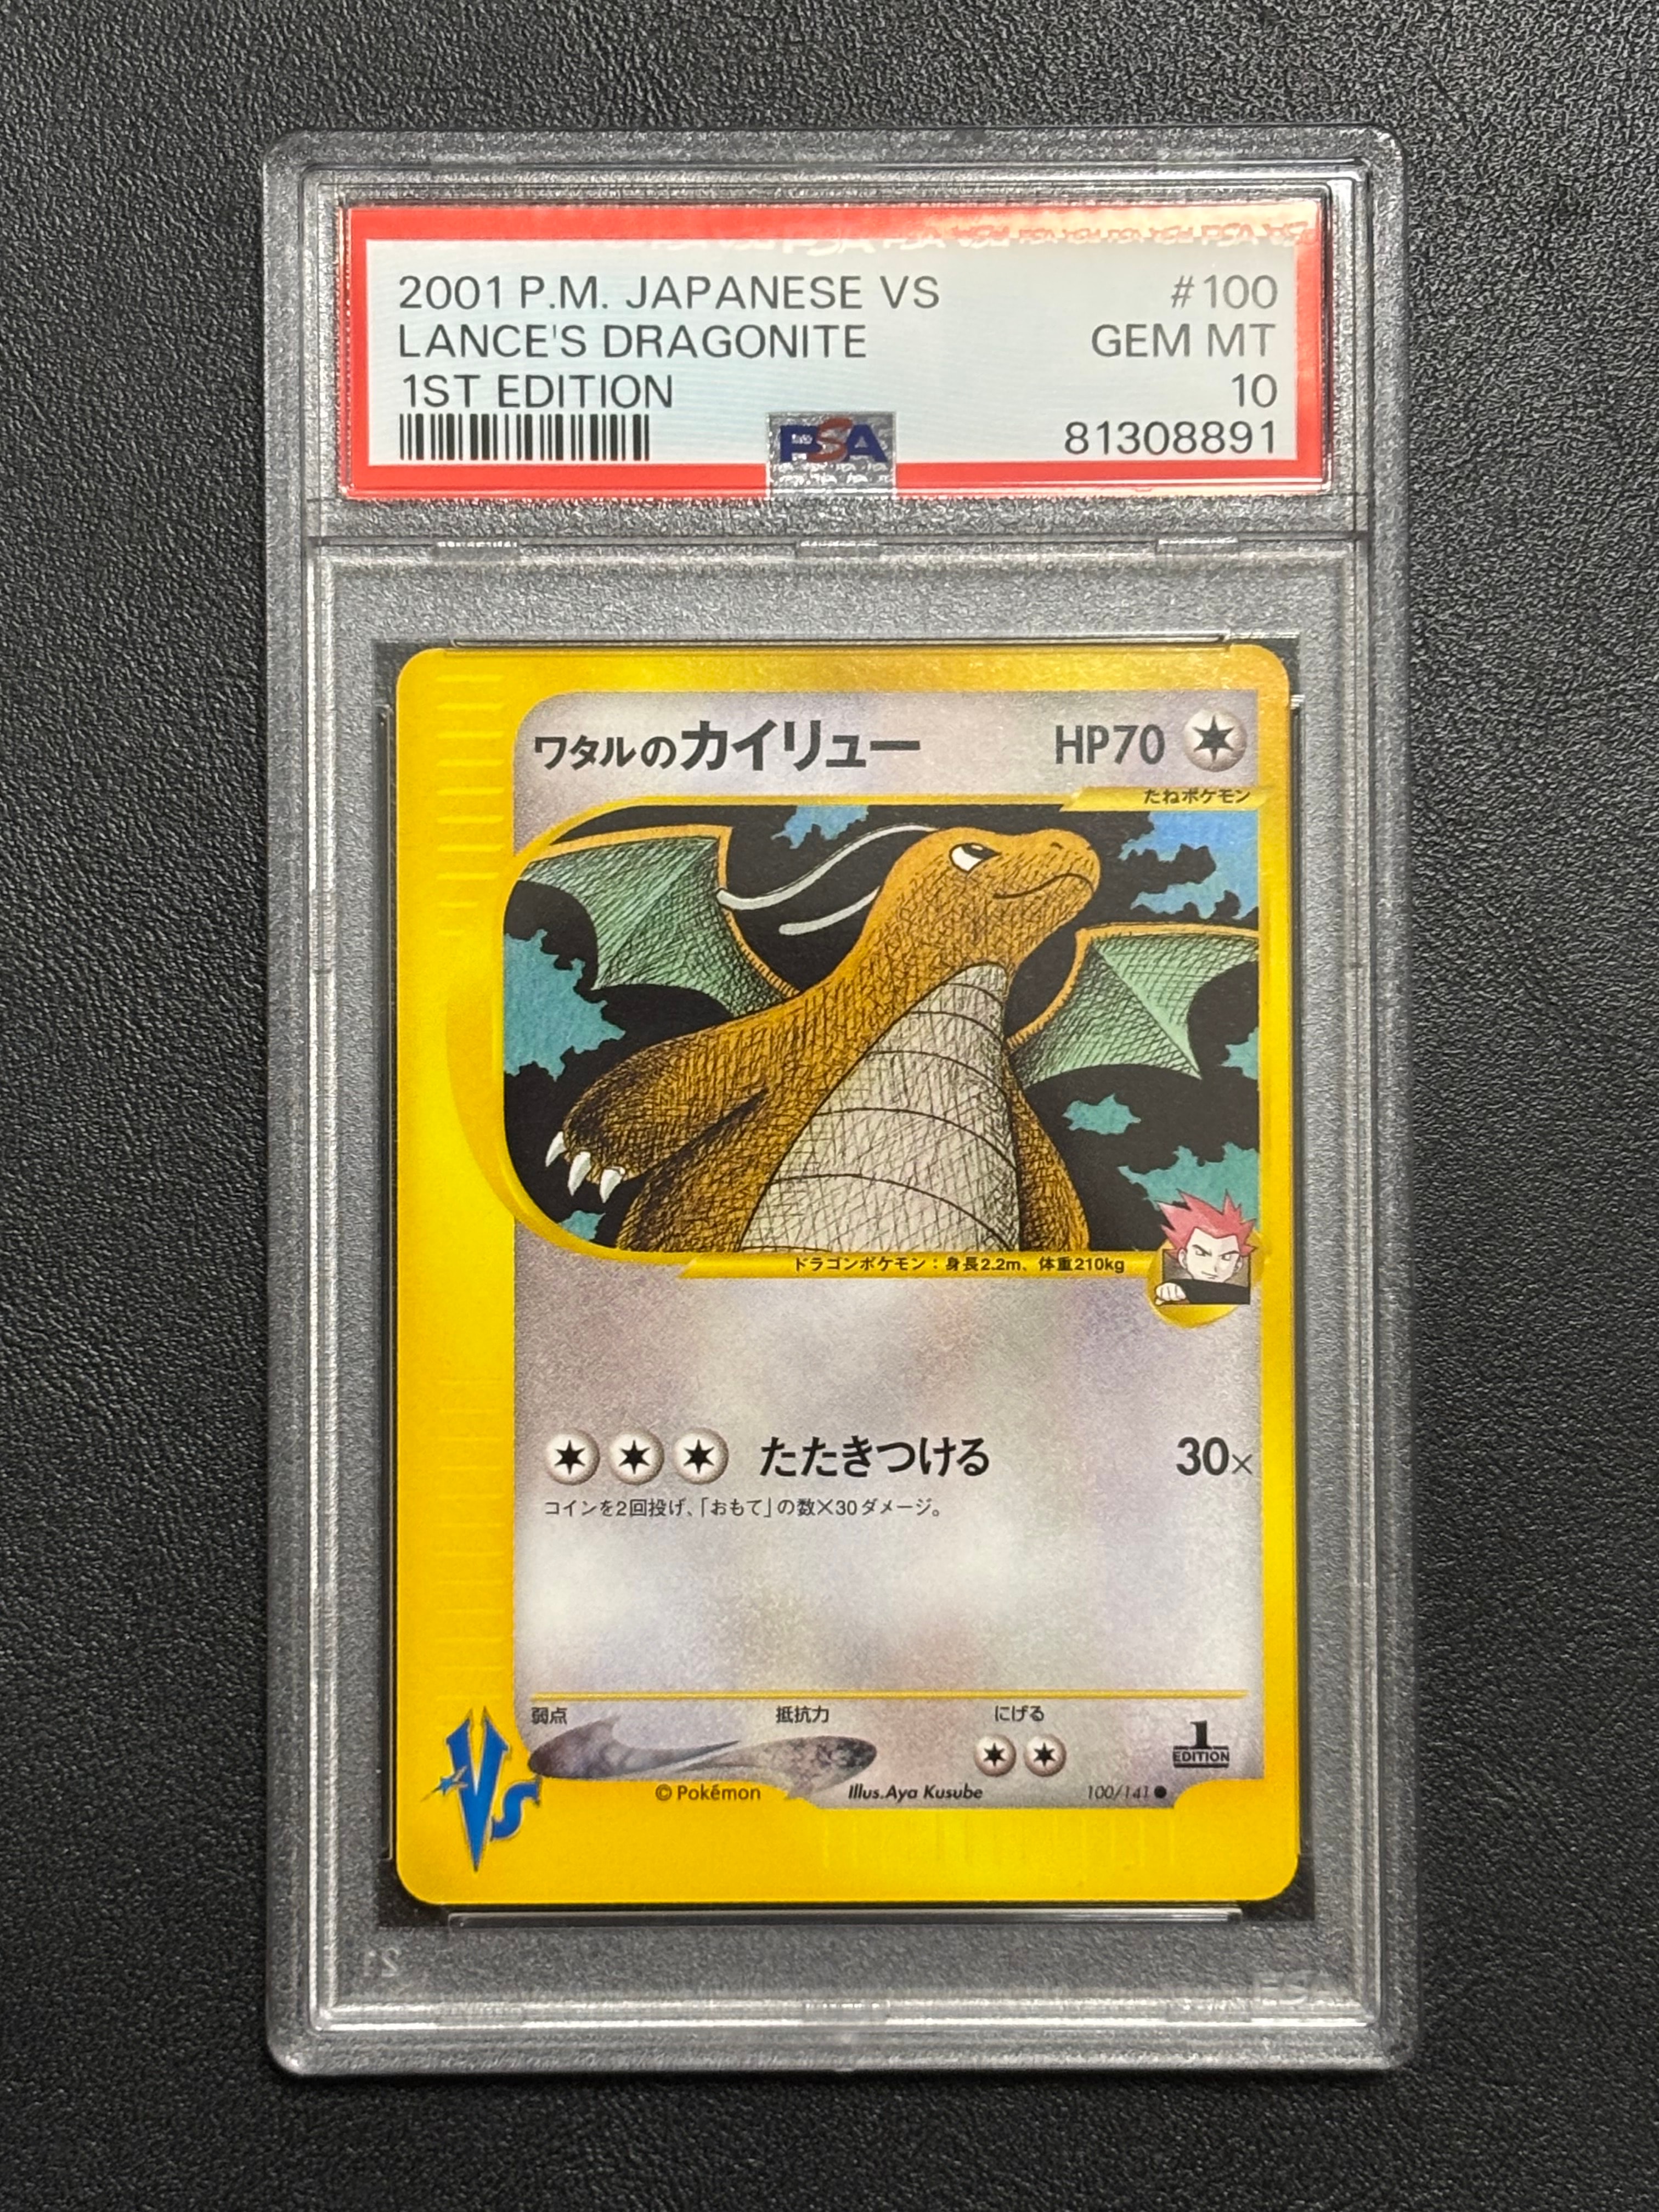 2001 P.M. JAPANESE VS #100
LANCE'S DRAGONITE GEM MT
1ST EDITION 10
PSA 81308891
ワタルのカイリュー HP70
たねポケモン
ドラゴンポケモン：身長2.2m、体重210kg
たたきつける 30×
コインを2回投げ、「おもて」の数×30ダメージ。
弱点 抵抗力 にげる
1
EDITION
© Pokémon Illus.Aya Kusube 100/141
VS